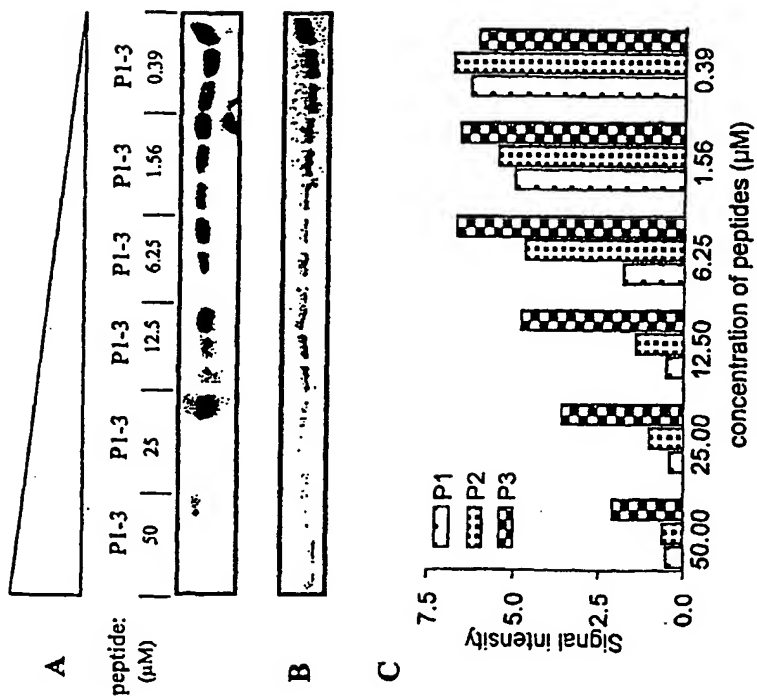 A
P1-3 P1-3 P1-3 P1-3 P1-3 P1-3
peptide:
(µM) 50 25 12.5 6.25 1.56 0.39
B
C
7.5
5.0
2.5
0.0
Signal intensity
P1
P2
P3
50.00 25.00 12.50 6.25 1.56 0.39
concentration of peptides (µM)